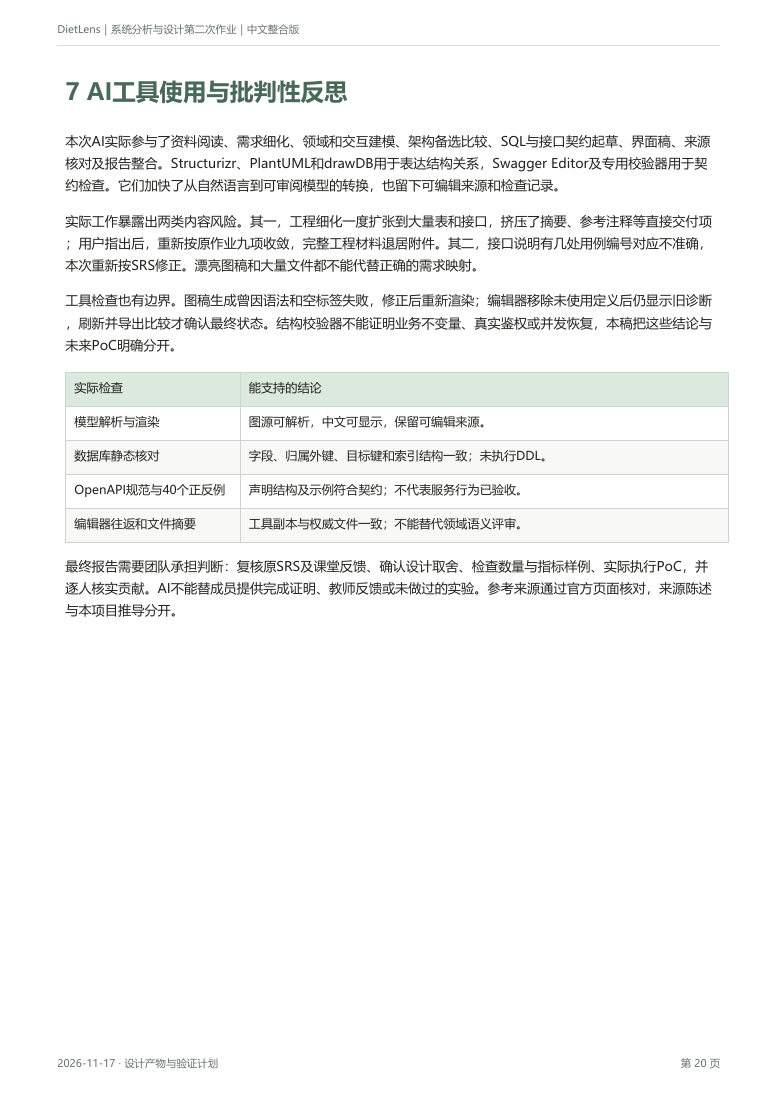 DietLens | 系统分析与设计第二次作业 | 中文整合版
7 AI工具使用与批判性反思
本次AI实际参与了资料阅读、需求细化、领域和交互建模、架构备选比较、SQL与接口契约起草、界面稿、来源
核对及报告整合。Structurizr、PlantUML和drawDB用于表达结构关系，Swagger Editor及专用校验器用于契
约检查。它们加快了从自然语言到可审阅模型的转换，也留下可编辑来源和检查记录。
实际工作暴露出两类内容风险。其一，工程细化一度扩张到大量表和接口，挤压了摘要、参考注释等直接交付项
；用户指出后，重新按原作业九项收敛，完整工程材料退居附件。其二，接口说明有几处用例编号对应不准确，
本次重新按SRS修正。漂亮图稿和大量文件都不能代替正确的需求映射。
工具检查也有边界。图稿生成曾因语法和空标签失败，修正后重新渲染；编辑器移除未使用定义后仍显示旧诊断
，刷新并导出比较才确认最终状态。结构校验器不能证明业务不变量、真实鉴权或并发恢复，本稿把这些结论与
未来PoC明确分开。
实际检查 能支持的结论
模型解析与渲染 图源可解析，中文可显示，保留可编辑来源。
数据库静态核对 字段、归属外键、目标键和索引结构一致；未执行DDL。
OpenAPI规范与40个正反例 声明结构及示例符合契约；不代表服务行为已验收。
编辑器往返和文件摘要 工具副本与权威文件一致；不能替代领域语义评审。
最终报告需要团队承担判断：复核原SRS及课堂反馈、确认设计取舍、检查数量与指标样例、实际执行PoC，并
逐人核实贡献。AI不能替成员提供完成证明、教师反馈或未做过的实验。参考来源通过官方页面核对，来源陈述
与本项目推导分开。
2026-11-17 · 设计产物与验证计划
第 20 页